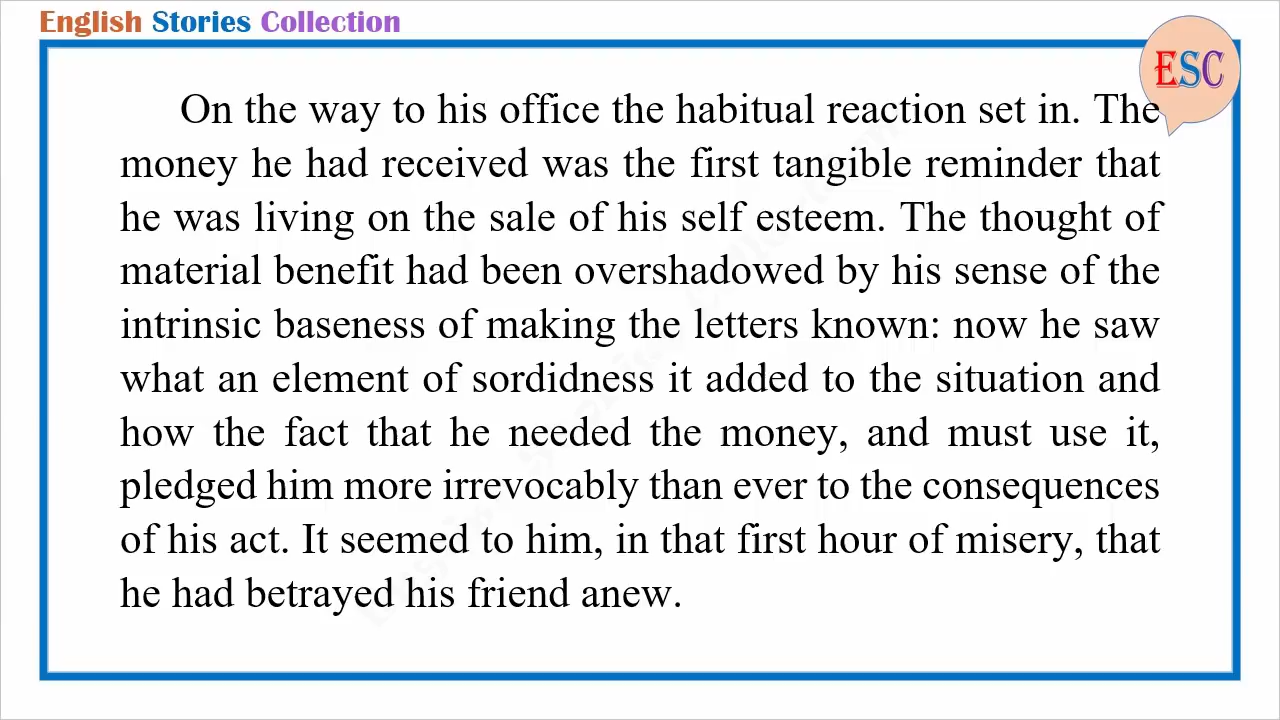 English Stories Collection
ESC
On the way to his office the habitual reaction set in. The
money he had received was the first tangible reminder that
he was living on the sale of his self esteem. The thought of
material benefit had been overshadowed by his sense of the
intrinsic baseness of making the letters known: now he saw
what an element of sordidness it added to the situation and
how the fact that he needed the money, and must use it,
pledged him more irrevocably than ever to the consequences
of his act. It seemed to him, in that first hour of misery, that
he had betrayed his friend anew.